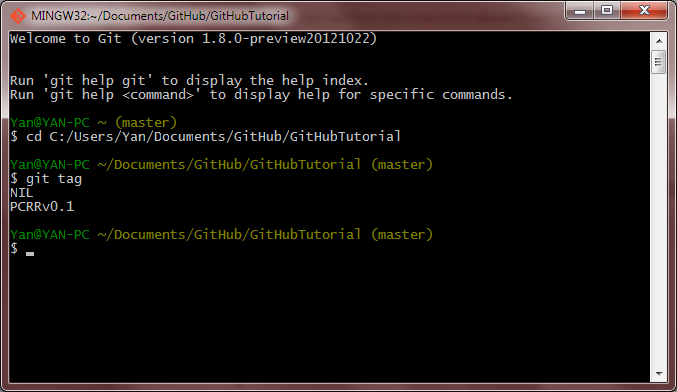 MINGW32:~/Documents/GitHub/GitHubTutorial
Welcome to Git (version 1.8.0-preview20121022)
Run 'git help git' to display the help index.
Run 'git help <command>' to display help for specific commands.
Yan@YAN-PC ~ (master)
$ cd C:/Users/Yan/Documents/GitHub/GitHubTutorial
Yan@YAN-PC ~/Documents/GitHub/GitHubTutorial (master)
$ git tag
NIL
PCRRv0.1
Yan@YAN-PC ~/Documents/GitHub/GitHubTutorial (master)
$